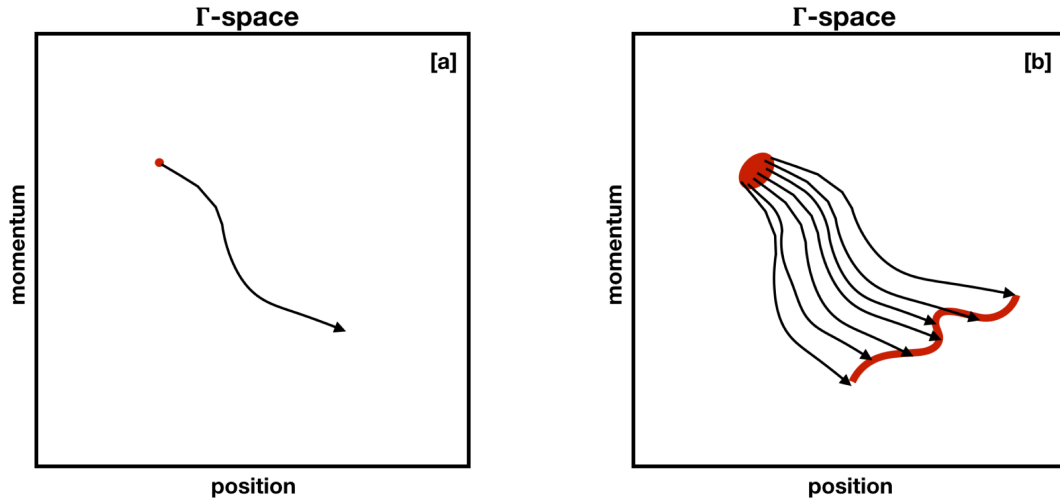 Γ-space
[a]
momentum
position
Γ-space
[b]
momentum
position